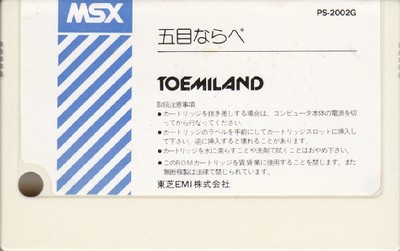 MSX
PS-2002G
五目ならべ
TOEMILAND
取扱注意事項
●カートリッジを抜き差しする場合は、コンピュータ本体の電源を切
ってから行なってください。
●カートリッジのラベルを手前にしてカートリッジスロットに挿入し
て下さい。逆に挿入すると壊れることがあります。
●カートリッジを水に濡らすことや洗剤で拭くことはおやめ下さい。
●このROMカートリッジを賃貸業に使用することを禁じます。また
無断複製は法律で禁じられています。
東芝EMI株式会社